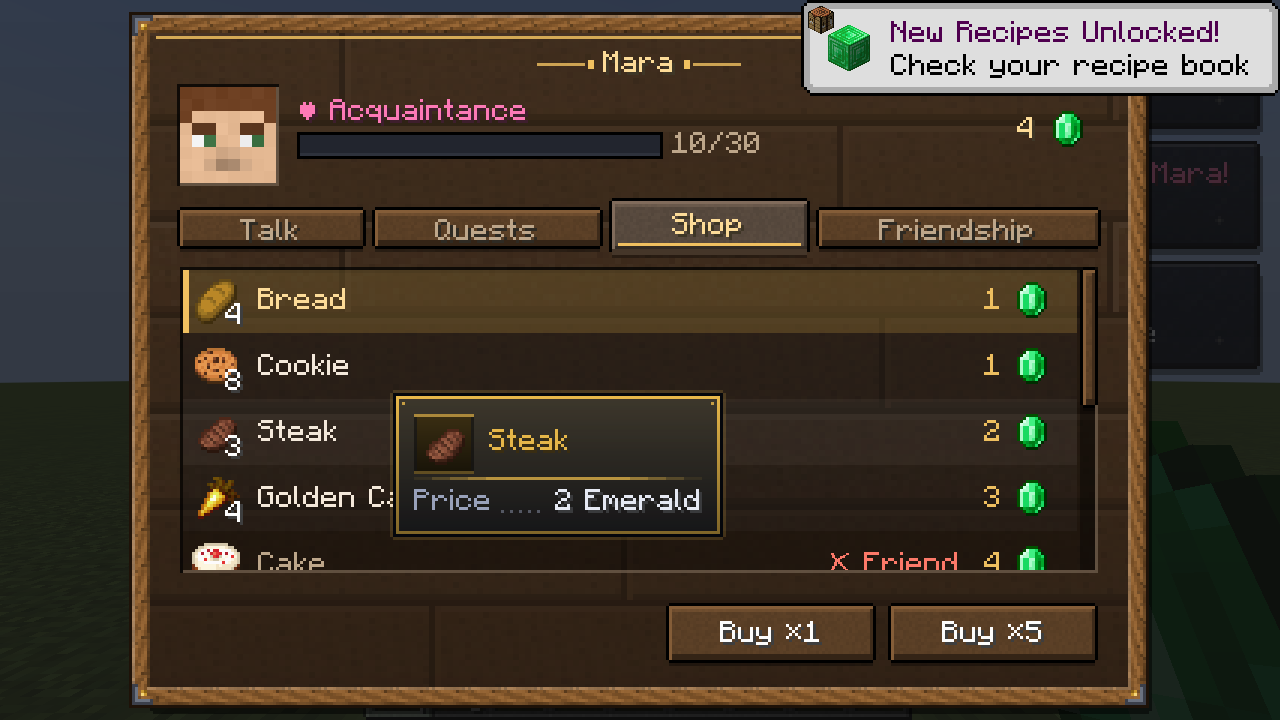 New Recipes Unlocked!
Check your recipe book
Mara
Acquaintance
10/30
4
Mara!
Talk
Quests
Shop
Friendship
4 Bread 1
8 Cookie 1
3 Steak 2
4 Golden Ca 3
Steak
Price ..... 2 Emerald
Cake X Friend 4
Buy ×1
Buy ×5